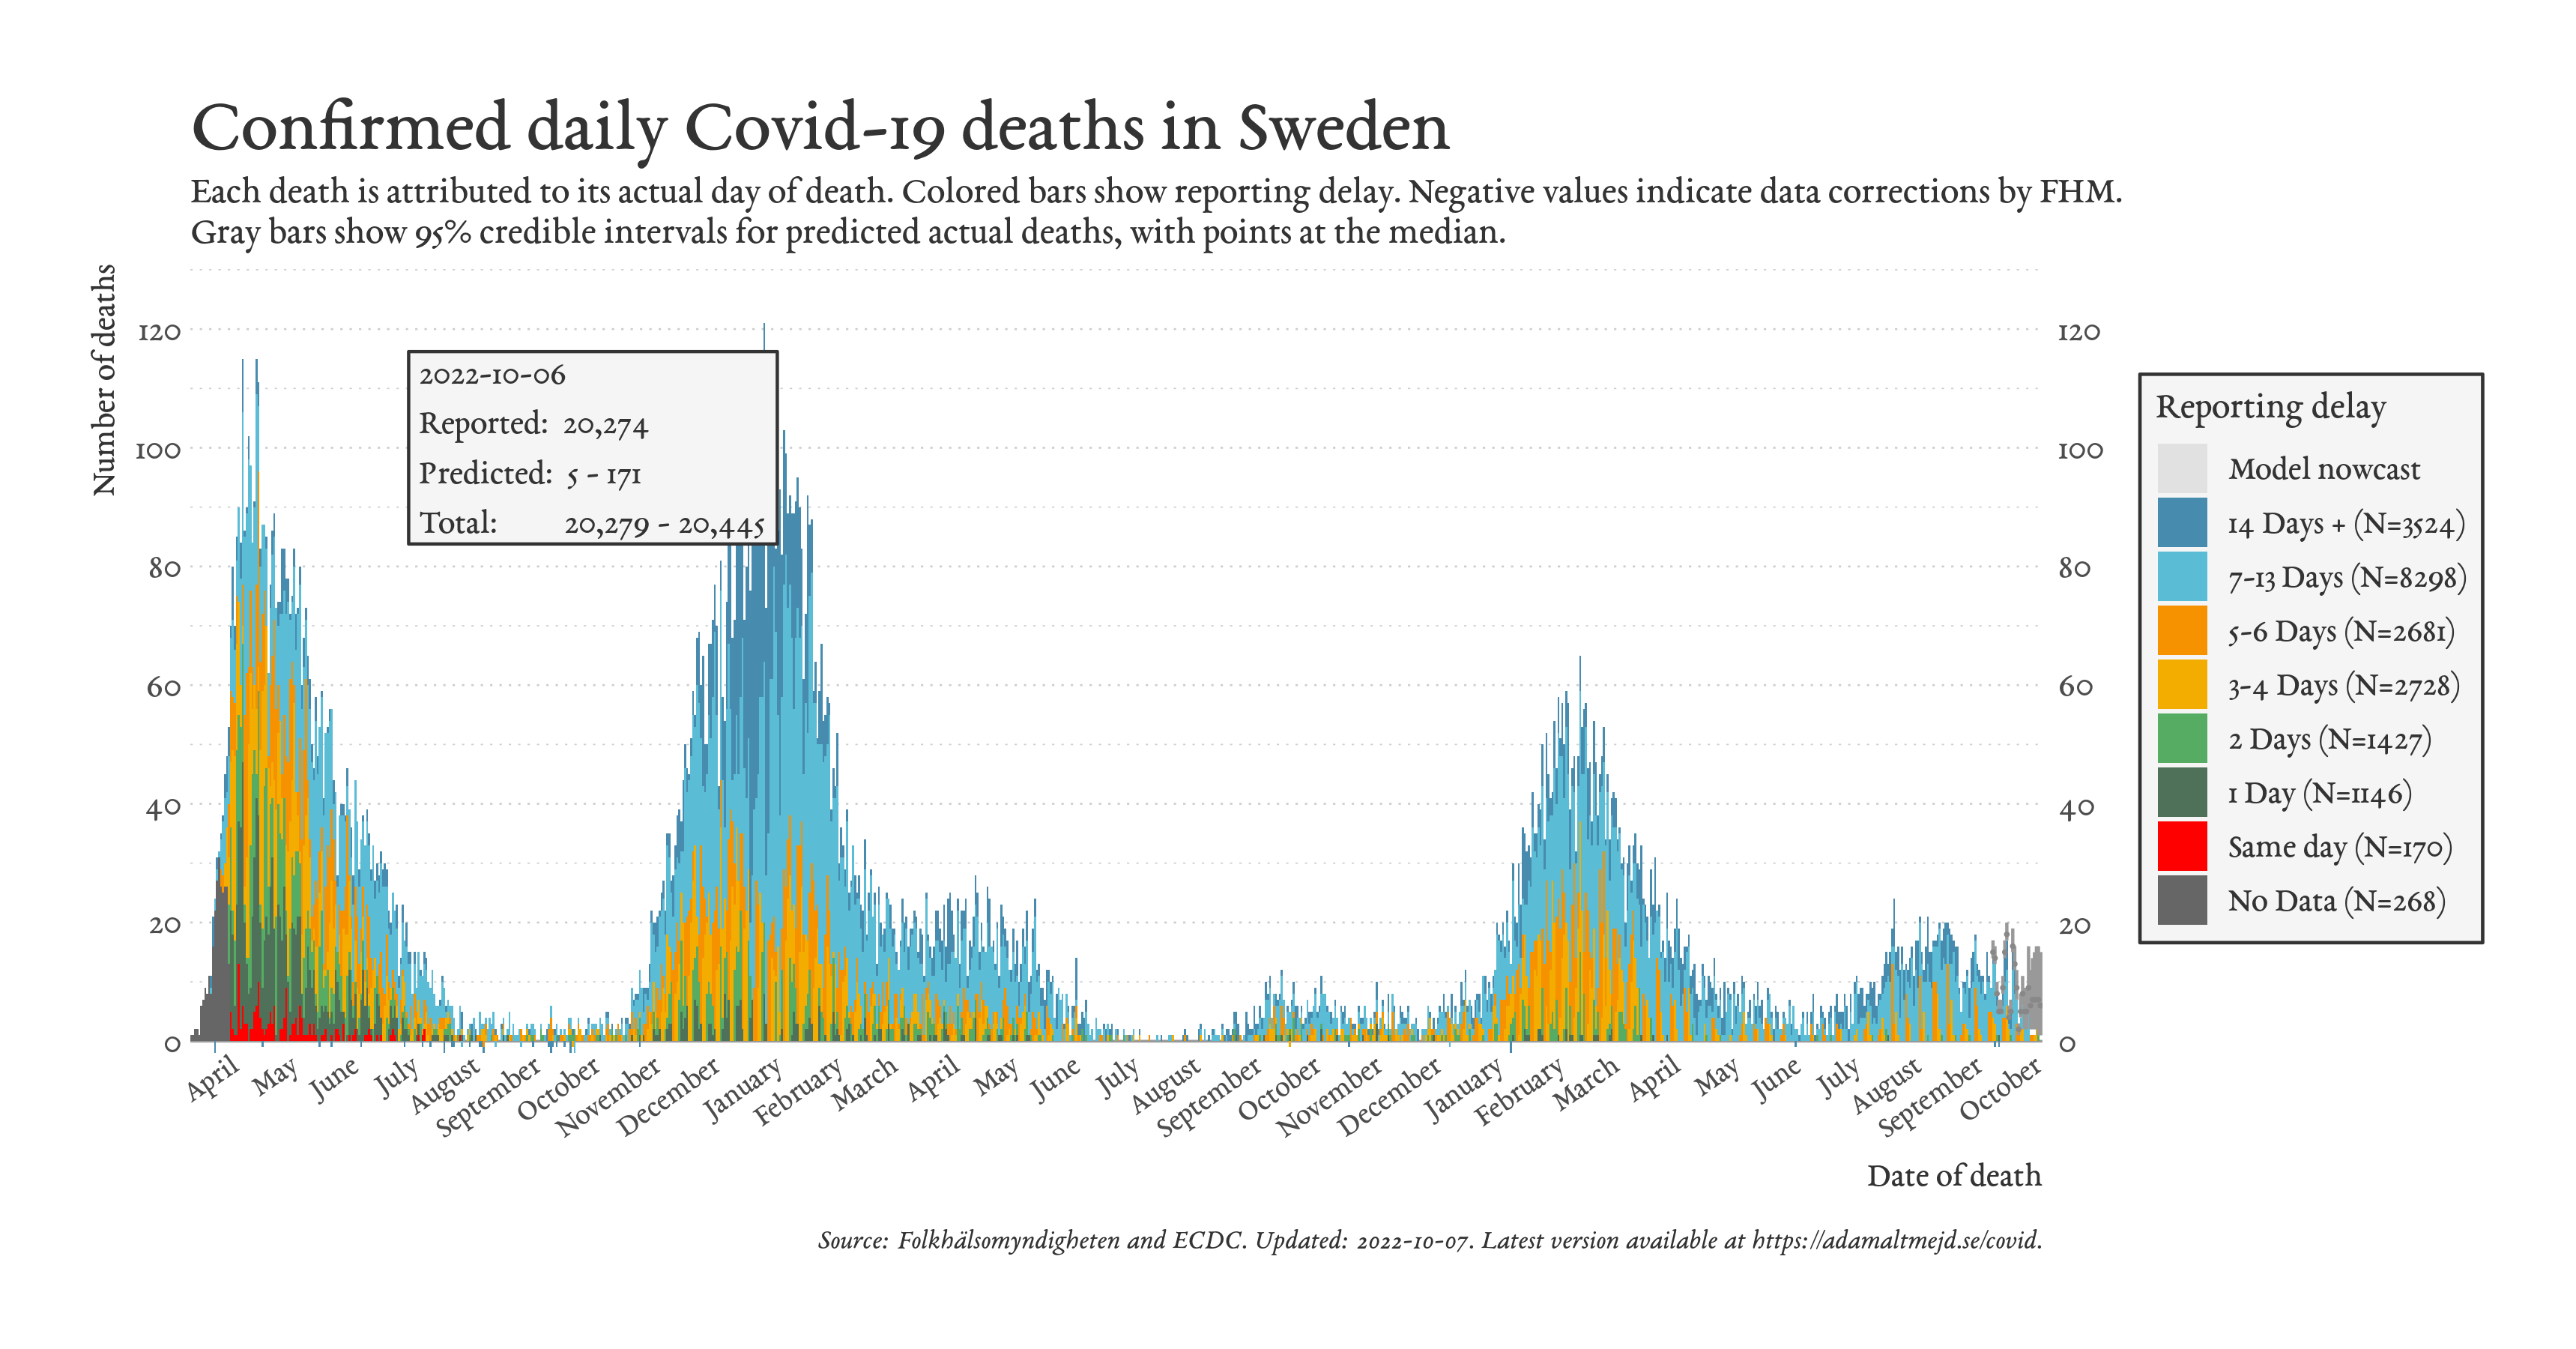 Confirmed daily Covid-19 deaths in Sweden
Each death is attributed to its actual day of death. Colored bars show reporting delay. Negative values indicate data corrections by FHM.
Gray bars show 95% credible intervals for predicted actual deaths, with points at the median.
Number of deaths
120
100
80
60
40
20
0
2022-10-06
Reported: 20,274
Predicted: 5 - 171
Total: 20,279 - 20,445
120
100
80
60
40
20
0
Reporting delay
Model nowcast
14 Days + (N=3524)
7-13 Days (N=8298)
5-6 Days (N=2681)
3-4 Days (N=2728)
2 Days (N=1427)
1 Day (N=1146)
Same day (N=170)
No Data (N=268)
April
May
June
July
August
September
October
November
December
January
February
March
April
May
June
July
August
September
October
November
December
January
February
March
April
May
June
July
August
September
October
Date of death
Source: Folkhälsomyndigheten and ECDC. Updated: 2022-10-07. Latest version available at https://adamaltmejd.se/covid.